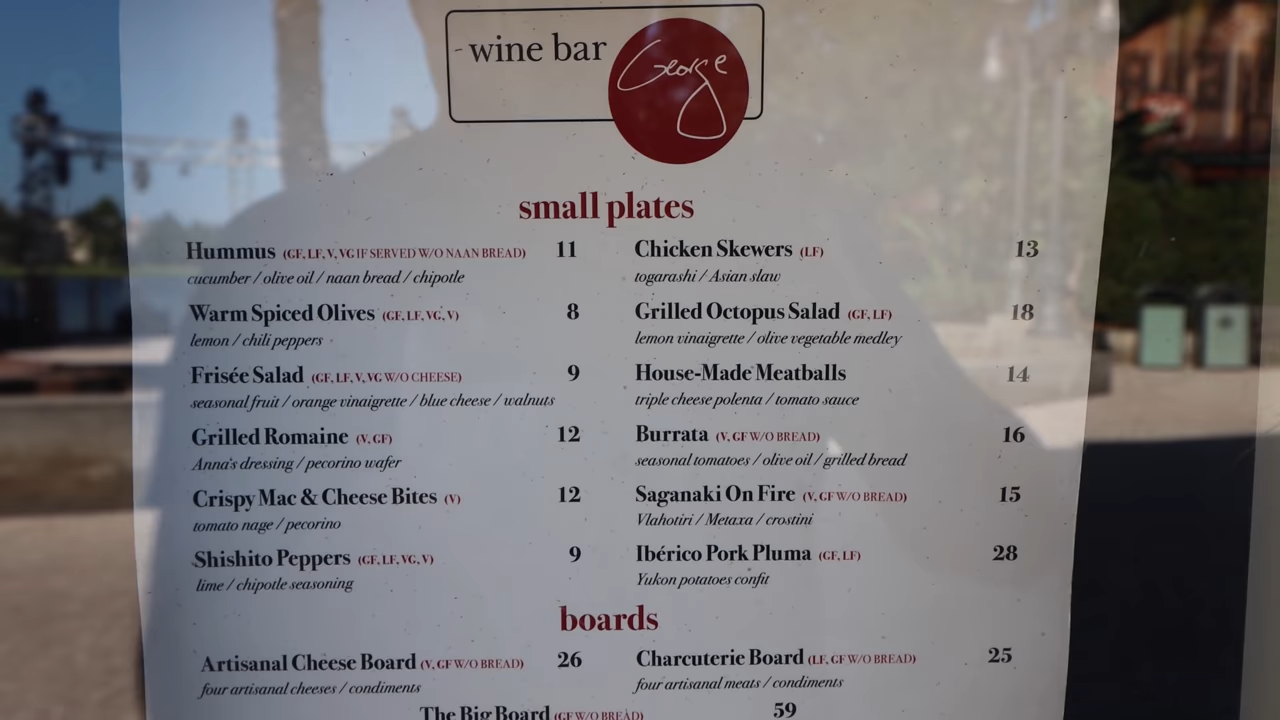 wine bar George
small plates
Hummus (GF, LF, V, VG IF SERVED W/O NAAN BREAD) 11
cucumber / olive oil / naan bread / chipotle
Warm Spiced Olives (GF, LF, VG, V) 8
lemon / chili peppers
Frisée Salad (GF, LF, V, VG W/O CHEESE) 9
seasonal fruit / orange vinaigrette / blue cheese / walnuts
Grilled Romaine (V, GF) 12
Anna's dressing / pecorino wafer
Crispy Mac & Cheese Bites (V) 12
tomato nage / pecorino
Shishito Peppers (GF, LF, VG, V) 9
lime / chipotle seasoning
Chicken Skewers (LF) 13
togarashi / Asian slaw
Grilled Octopus Salad (GF, LF) 18
lemon vinaigrette / olive vegetable medley
House-Made Meatballs 14
triple cheese polenta / tomato sauce
Burrata (V, GF W/O BREAD) 16
seasonal tomatoes / olive oil / grilled bread
Saganaki On Fire (V, GF W/O BREAD) 15
Vlahotiri / Metaxa / crostini
Ibérico Pork Pluma (GF, LF) 28
Yukon potatoes confit
boards
Artisanal Cheese Board (V, GF W/O BREAD) 26
four artisanal cheeses / condiments
Charcuterie Board (LF, GF W/O BREAD) 25
four artisanal meats / condiments
The Big Board (GF W/O BREAD) 59